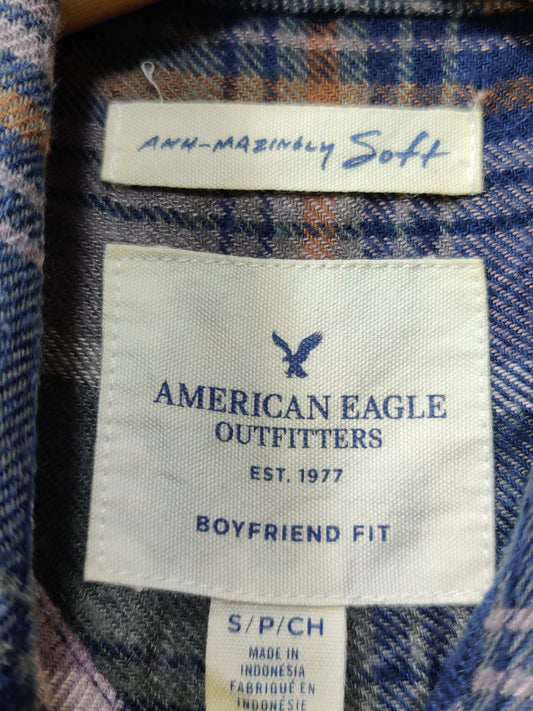 AHH-MAZINGLY Soft
AMERICAN EAGLE
OUTFITTERS
EST. 1977
BOYFRIEND FIT
S/P/CH
MADE IN
INDONESIA
FABRIQUÉ EN
INDONÉSIE